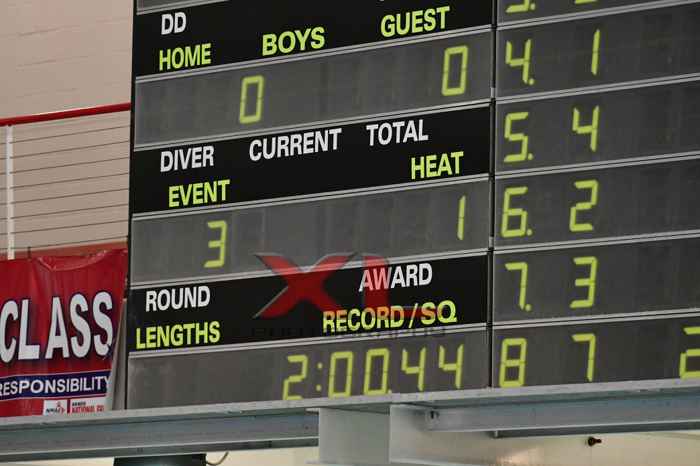 DD
HOME BOYS GUEST
0 0
DIVER CURRENT TOTAL
EVENT HEAT
3 1
ROUND AWARD
LENGTHS RECORD/SQ
2:00.44
4. 1
5. 4
6. 2
7. 3
8 7
CLASS
RESPONSIBILITY
XL